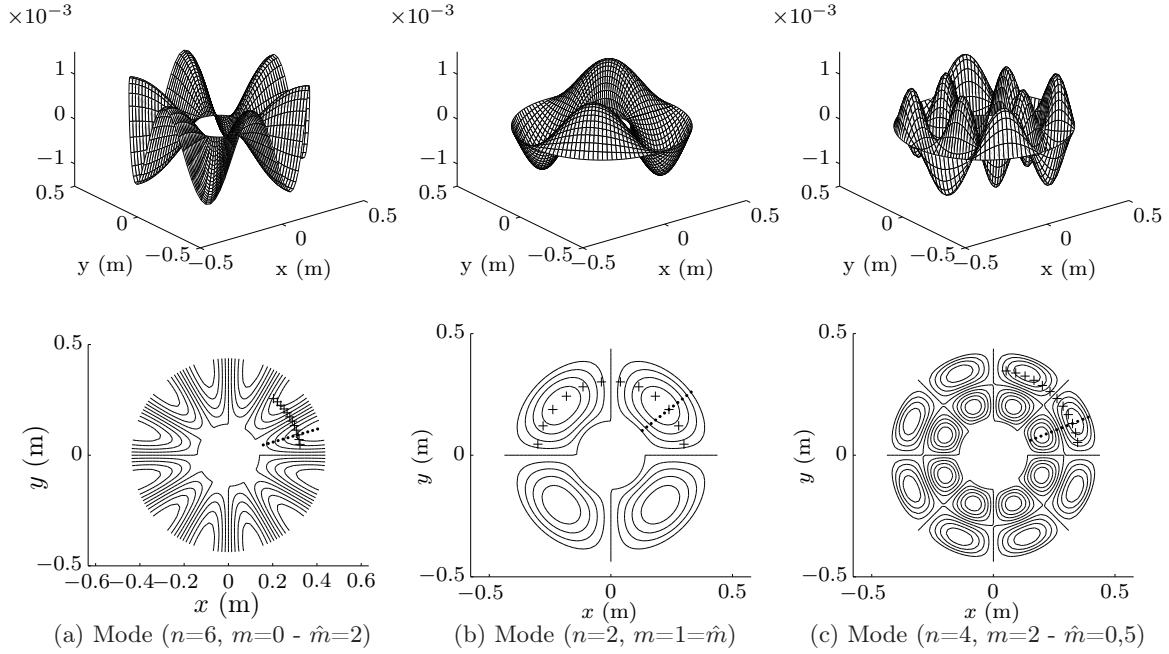 ×10−3 ×10−3 ×10−3
1 1 1
0 0 0
−1 −1 −1
0.5 0.5 0.5
0.5 0.5 0.5
0 0 0 0 0 0
y (m) −0.5 −0.5 x (m) y (m) −0.5 −0.5 x (m) y (m) −0.5 −0.5 x (m)
0.5 0.5 0.5
y (m) y (m) y (m)
0 0 0
−0.5 −0.5 −0.5
−0.6 −0.4 −0.2 0 0.2 0.4 0.6 −0.5 0 0.5 −0.5 0 0.5
x (m) x (m) x (m)
(a) Mode (n=6, m=0 - m̂=2) (b) Mode (n=2, m=1=m̂) (c) Mode (n=4, m=2 - m̂=0,5)